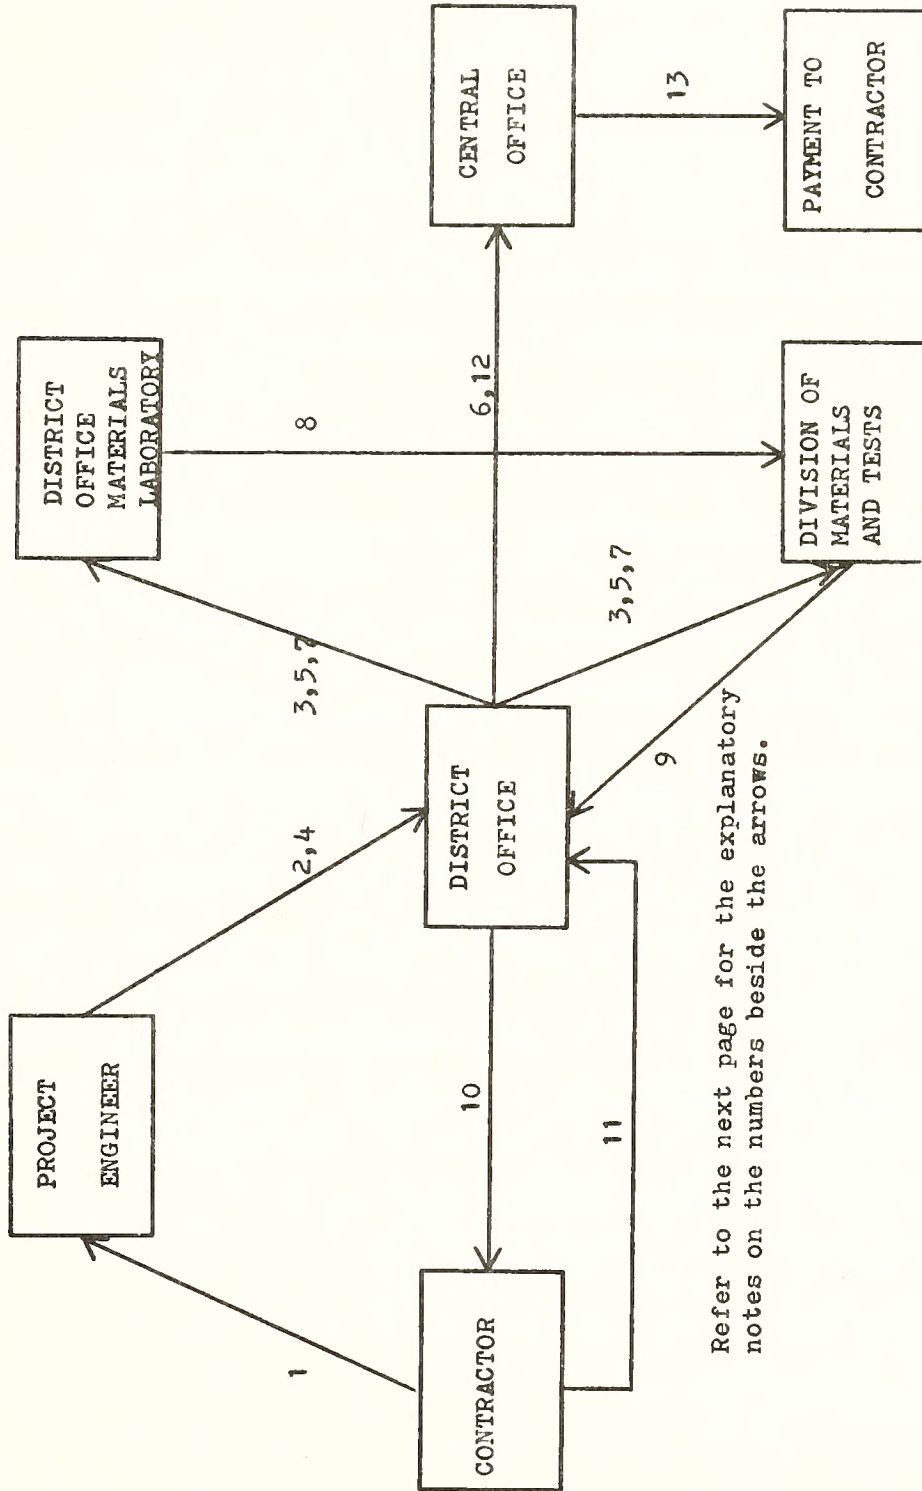 PROJECT
ENGINEER
DISTRICT
OFFICE
MATERIALS
LABORATORY
1
2,4
3,5,7
8
CONTRACTOR
10
DISTRICT
OFFICE
6,12
CENTRAL
OFFICE
11
9
3,5,7
13
DIVISION OF
MATERIALS
AND TESTS
PAYMENT TO
CONTRACTOR
Refer to the next page for the explanatory
notes on the numbers beside the arrows.